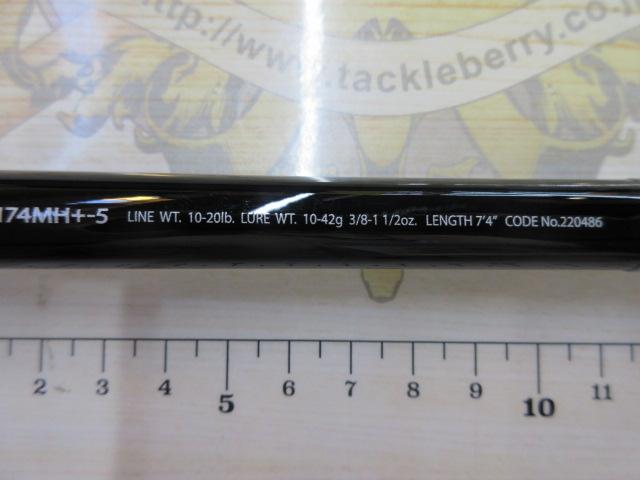 http://www.tackleberry.co.j
174MH+-5 LINE WT. 10-20lb. LURE WT. 10-42g 3/8-1 1/2oz. LENGTH 7'4" CODE No.220486
2 3 4 5 6 7 8 9 10 11